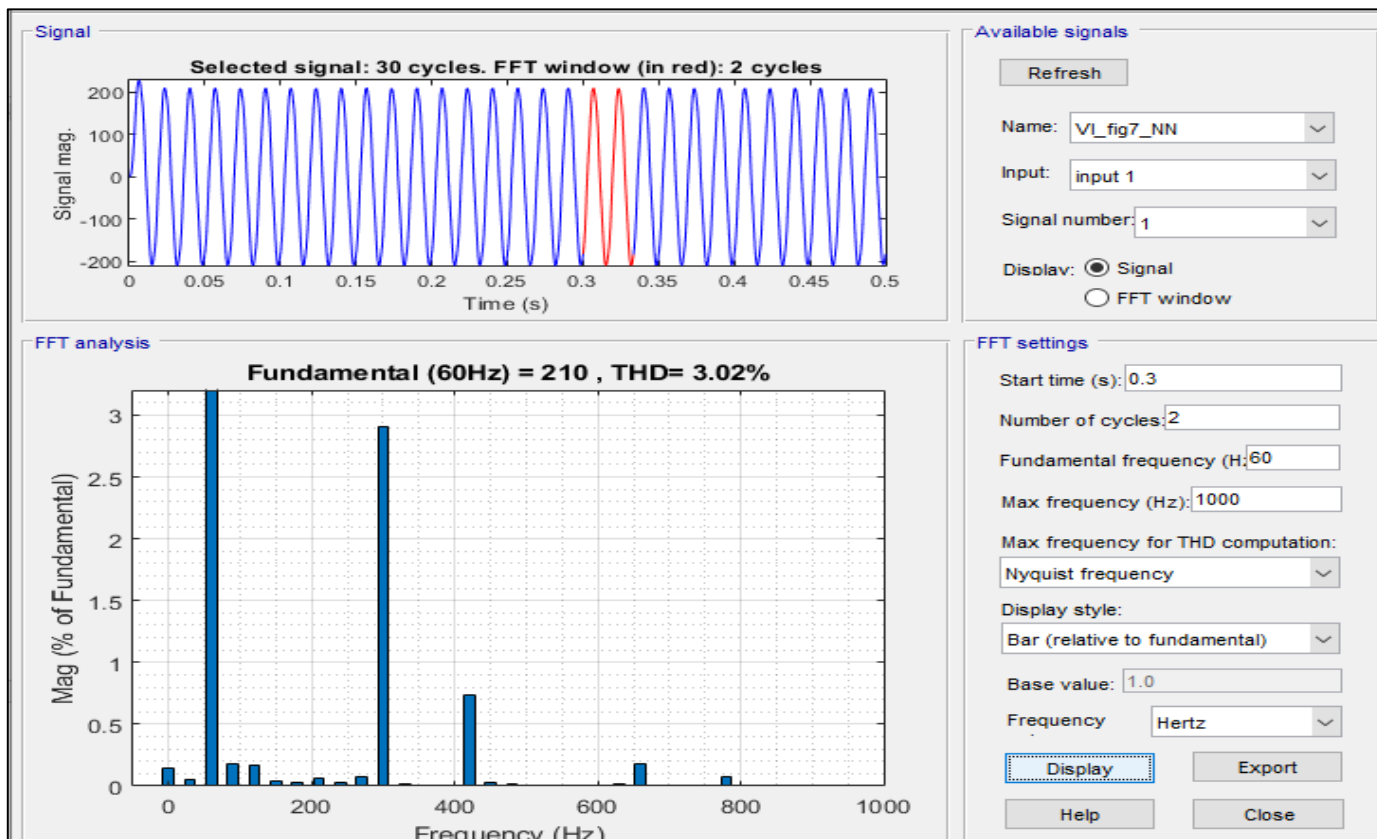 Signal
Selected signal: 30 cycles. FFT window (in red): 2 cycles
200
100
0
-100
-200
Signal mag.
0 0.05 0.1 0.15 0.2 0.25 0.3 0.35 0.4 0.45 0.5
Time (s)
Available signals
Refresh
Name: VI_fig7_NN
Input: input 1
Signal number: 1
Display: Signal
FFT window
FFT analysis
Fundamental (60Hz) = 210 , THD= 3.02%
3
2.5
2
1.5
1
0.5
0
Mag (% of Fundamental)
0 200 400 600 800 1000
Frequency (Hz)
FFT settings
Start time (s): 0.3
Number of cycles: 2
Fundamental frequency (H: 60
Max frequency (Hz): 1000
Max frequency for THD computation:
Nyquist frequency
Display style:
Bar (relative to fundamental)
Base value: 1.0
Frequency Hertz
Display Export
Help Close